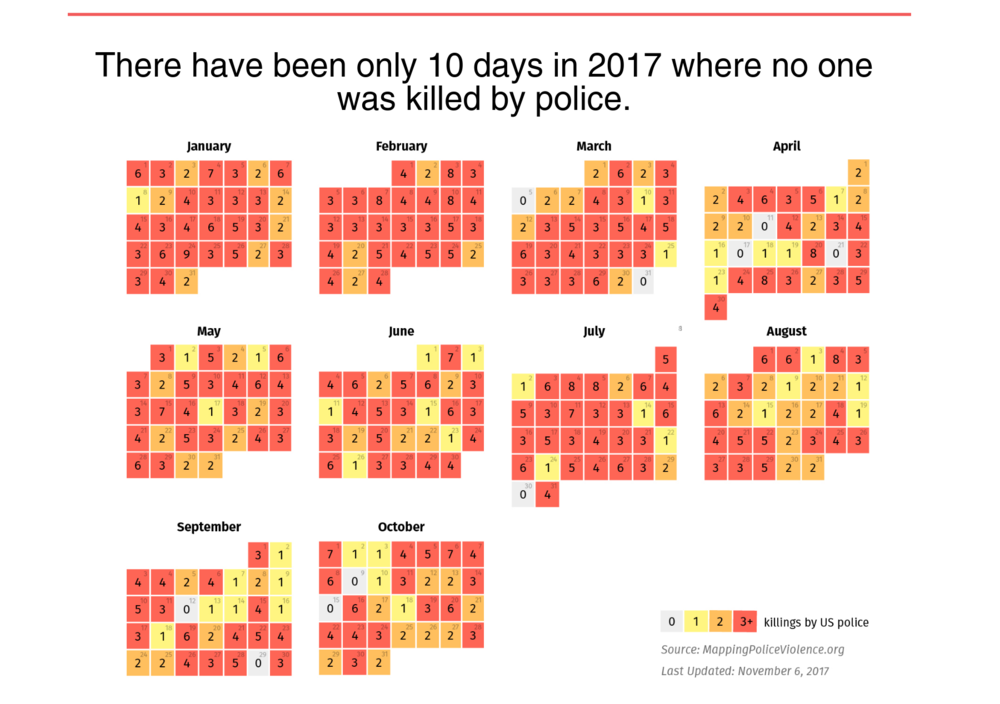 There have been only 10 days in 2017 where no one
was killed by police.
January
6 3 2 7 3 2 6
1 2 4 3 3 3 2
4 3 4 6 5 3 2
3 6 9 3 5 2 3
3 4 2
February
4 2 8 3
3 3 8 4 4 8 4
3 3 3 3 3 5 3
4 2 5 4 5 5 2
4 2 4
March
2 6 2 3
0 2 2 4 3 1 3
2 3 5 3 5 4 5
6 3 4 3 3 3 1
3 3 3 6 2 0
April
2
2 4 6 3 5 1 2
2 2 0 4 2 3 4
1 0 1 1 8 0 3
1 4 8 3 2 3 5
4
May
3 1 5 2 1 6
3 2 5 3 4 6 4
3 7 4 1 3 2 3
4 2 5 3 2 4 3
6 3 2 2
June
1 7 1
4 6 2 5 6 2 3
1 4 5 3 1 6 3
3 2 5 2 2 1 4
6 1 3 3 4 4
July
8
5
1 6 8 8 2 6 4
5 3 7 3 3 1 6
3 5 3 4 3 3 1
6 1 5 4 6 3 2
0 4
August
6 6 1 8 3
2 3 2 1 2 2 1
6 2 1 2 2 4 1
4 5 5 2 3 4 3
3 3 5 2 2
September
3 1
4 4 2 4 1 2 1
5 3 0 1 1 4 1
3 1 6 2 4 5 4
2 2 4 3 5 0 3
October
7 1 1 4 5 7 4
6 0 1 3 2 2 3
0 6 2 1 3 6 2
4 4 3 2 2 2 3
2 3 2
0 1 2 3+ killings by US police
Source: MappingPoliceViolence.org
Last Updated: November 6, 2017